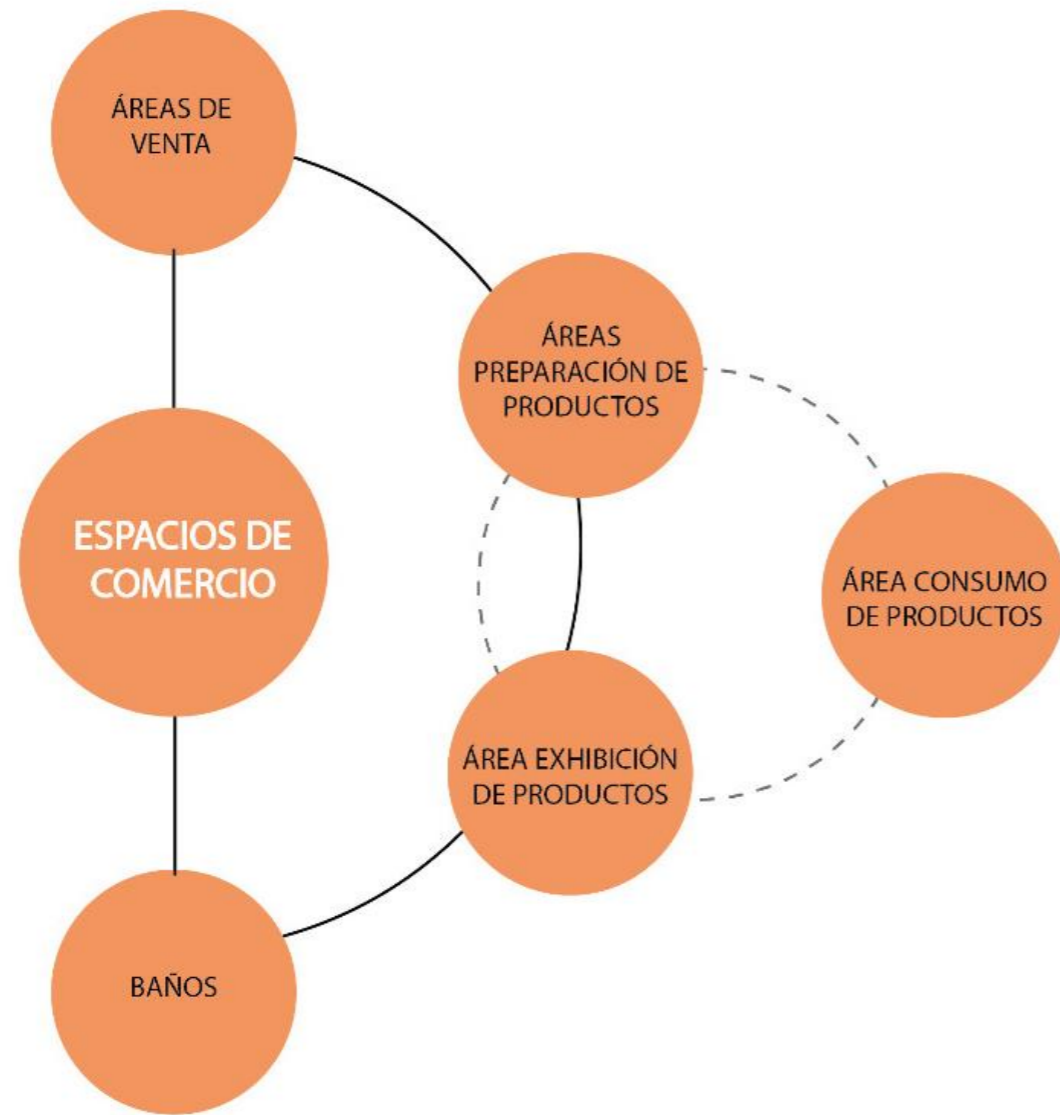 ÁREAS DE
VENTA
ÁREAS
PREPARACIÓN DE
PRODUCTOS
ESPACIOS DE
COMERCIO
ÁREA CONSUMO
DE PRODUCTOS
ÁREA EXHIBICIÓN
DE PRODUCTOS
BAÑOS